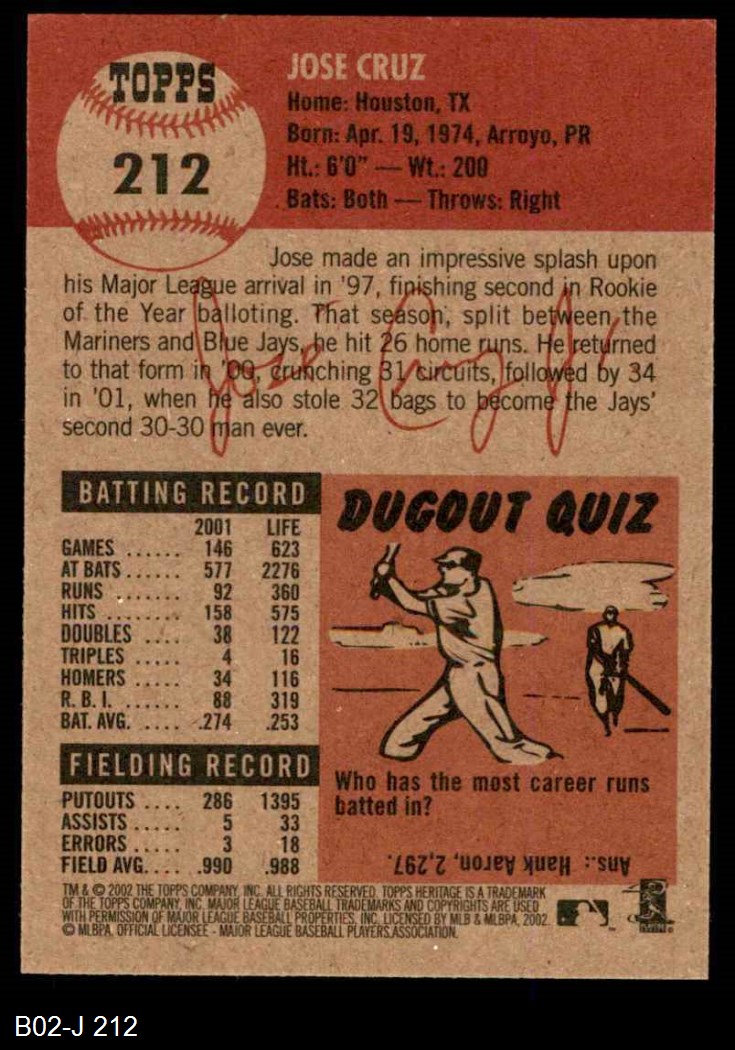 TOPPS
212
JOSE CRUZ
Home: Houston, TX
Born: Apr. 19, 1974, Arroyo, PR
Ht.: 6'0" — Wt.: 200
Bats: Both — Throws: Right
Jose made an impressive splash upon
his Major League arrival in '97, finishing second in Rookie
of the Year balloting. That season, split between the
Mariners and Blue Jays, he hit 26 home runs. He returned
to that form in '00, crunching 31 circuits, followed by 34
in '01, when he also stole 32 bags to become the Jays'
second 30-30 man ever.
Jose Cruz Jr.
BATTING RECORD
2001 LIFE
GAMES ...... 146 623
AT BATS...... 577 2276
RUNS ...... 92 360
HITS ........ 158 575
DOUBLES .... 38 122
TRIPLES ..... 4 16
HOMERS ..... 34 116
R. B. I. ...... 88 319
BAT. AVG. .... .274 .253
FIELDING RECORD
PUTOUTS .... 286 1395
ASSISTS ..... 5 33
ERRORS ..... 3 18
FIELD AVG.... .990 .988
DUGOUT QUIZ
Who has the most career runs
batted in?
Ans.: Hank Aaron, 2,297.
TM & © 2002 THE TOPPS COMPANY, INC. ALL RIGHTS RESERVED. TOPPS HERITAGE IS A TRADEMARK
OF THE TOPPS COMPANY, INC. MAJOR LEAGUE BASEBALL TRADEMARKS AND COPYRIGHTS ARE USED
WITH PERMISSION OF MAJOR LEAGUE BASEBALL PROPERTIES, INC. LICENSED BY MLB & MLBPA, 2002.
© MLBPA. OFFICIAL LICENSEE - MAJOR LEAGUE BASEBALL PLAYERS ASSOCIATION.
B02-J 212